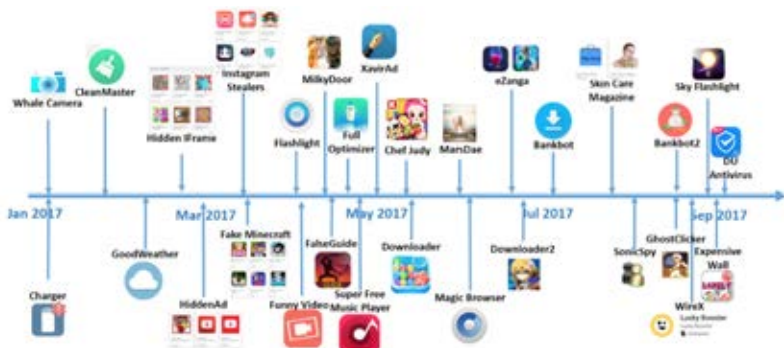 Instagram
Stealers
MilkyDoor
XavirAd
eZanga
Skin Care
Magazine
Sky Flashlight
Whale Camera
CleanMaster
Hidden IFrame
Flashlight
Full
Optimizer
Chef Judy
MarsDae
Bankbot
Bankbot2
DU
Antivirus
Jan 2017
Mar 2017
May 2017
Jul 2017
Sep 2017
GoodWeather
Fake Minecraft
FalseGuide
Downloader
Downloader2
SonicSpy
GhostClicker
Expensive
Wall
Charger
HiddenAd
Funny Video
Super Free
Music Player
Magic Browser
WireX
Lucky Booster